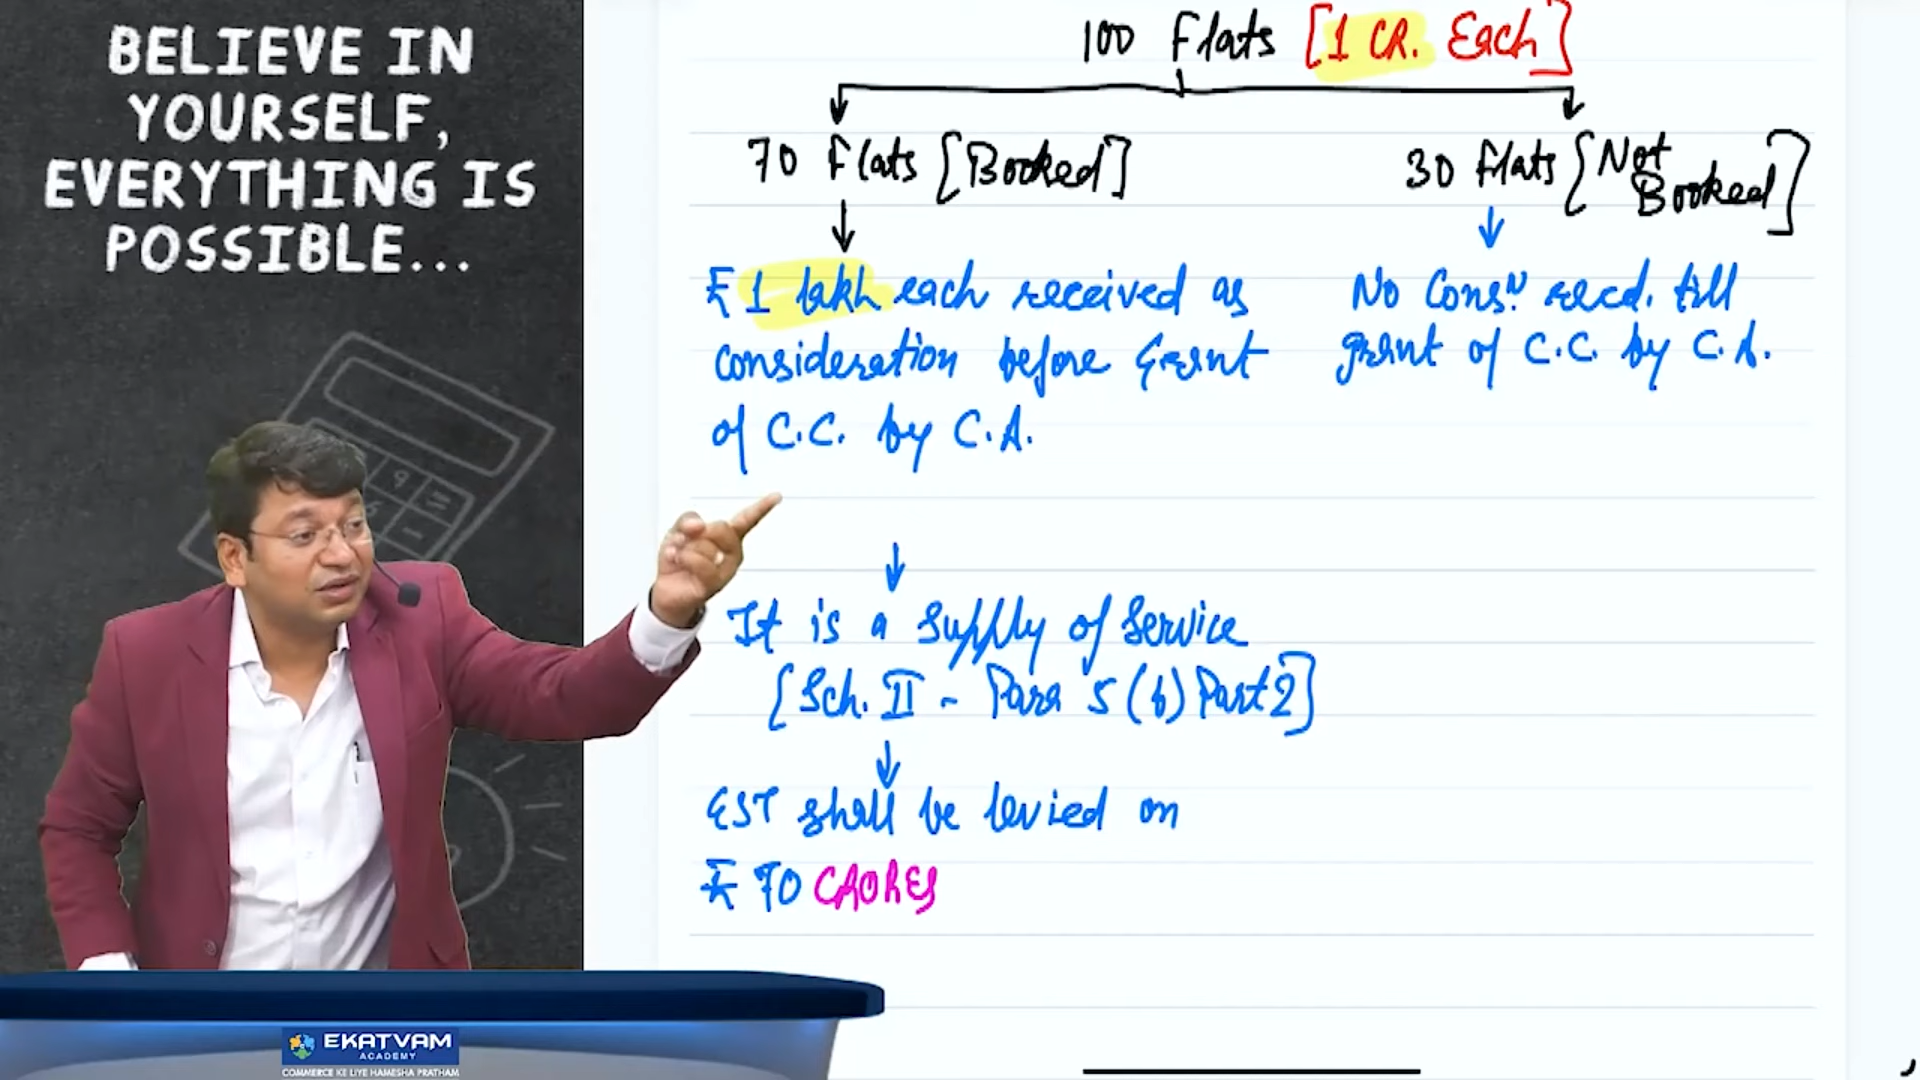 BELIEVE IN
YOURSELF,
EVERYTHING IS
POSSIBLE...
100 Flats [1 CR. Each]
70 Flats [Booked]
30 Flats [Not Booked]
₹ 1 lakh each received as
consideration before grant
of C.C. by C.A.
No Consn. recd. till
grant of C.C. by C.A.
It is a supply of service
[Sch. II - Para 5 (b) Part 2]
GST shall be levied on
₹ 70 CRORES
EKATVAM
ACADEMY
COMMERCE KE LIYE HAMESHA PRATHAM